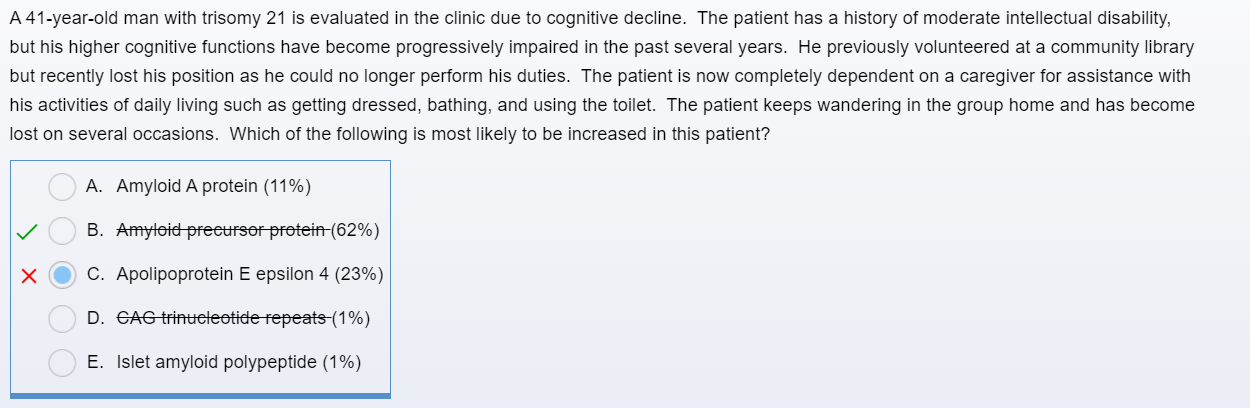 A 41-year-old man with trisomy 21 is evaluated in the clinic due to cognitive decline.  The patient has a history of moderate intellectual disability,
but his higher cognitive functions have become progressively impaired in the past several years.  He previously volunteered at a community library
but recently lost his position as he could no longer perform his duties.  The patient is now completely dependent on a caregiver for assistance with
his activities of daily living such as getting dressed, bathing, and using the toilet.  The patient keeps wandering in the group home and has become
lost on several occasions.  Which of the following is most likely to be increased in this patient?
A. Amyloid A protein (11%)
B. Amyloid precursor protein (62%)
C. Apolipoprotein E epsilon 4 (23%)
D. CAG trinucleotide repeats (1%)
E. Islet amyloid polypeptide (1%)